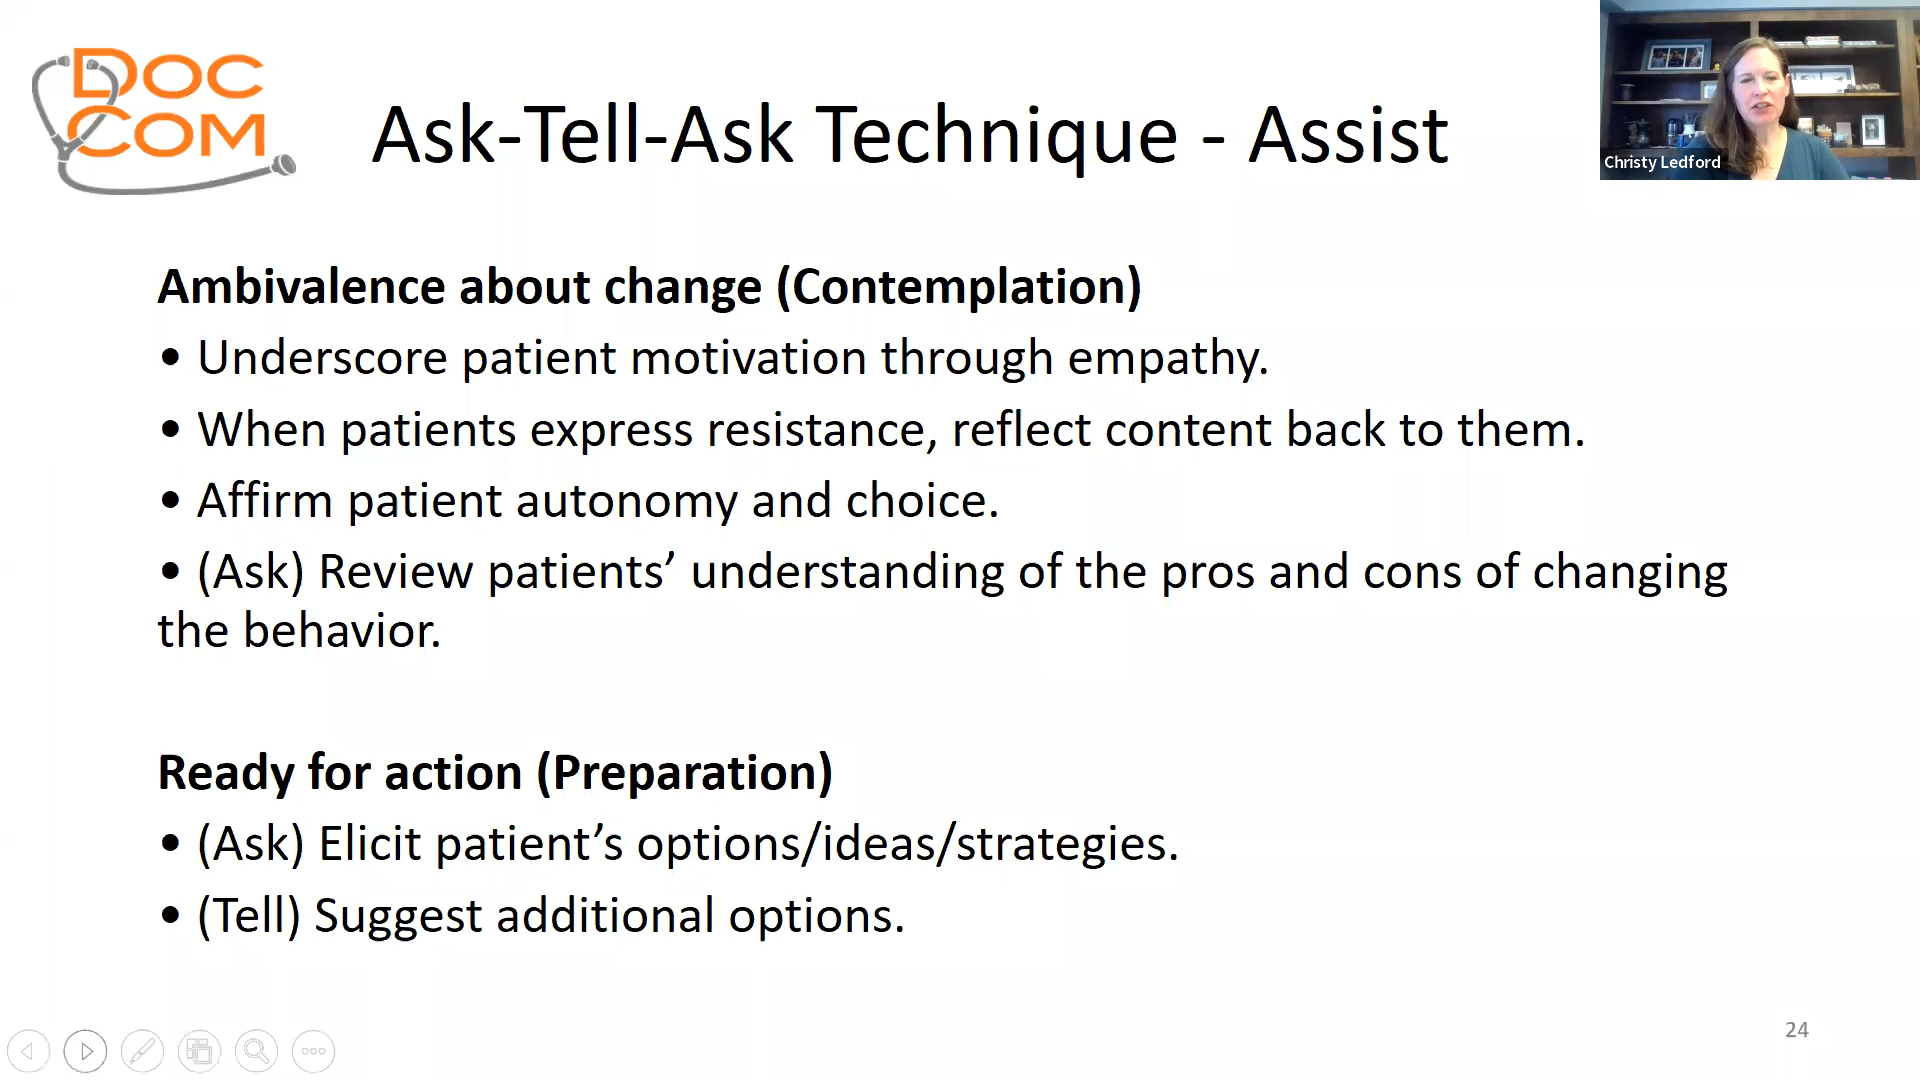 DOC
COM
Ask-Tell-Ask Technique - Assist
Christy Ledford
Ambivalence about change (Contemplation)
• Underscore patient motivation through empathy.
• When patients express resistance, reflect content back to them.
• Affirm patient autonomy and choice.
• (Ask) Review patients’ understanding of the pros and cons of changing
the behavior.
Ready for action (Preparation)
• (Ask) Elicit patient’s options/ideas/strategies.
• (Tell) Suggest additional options.
24